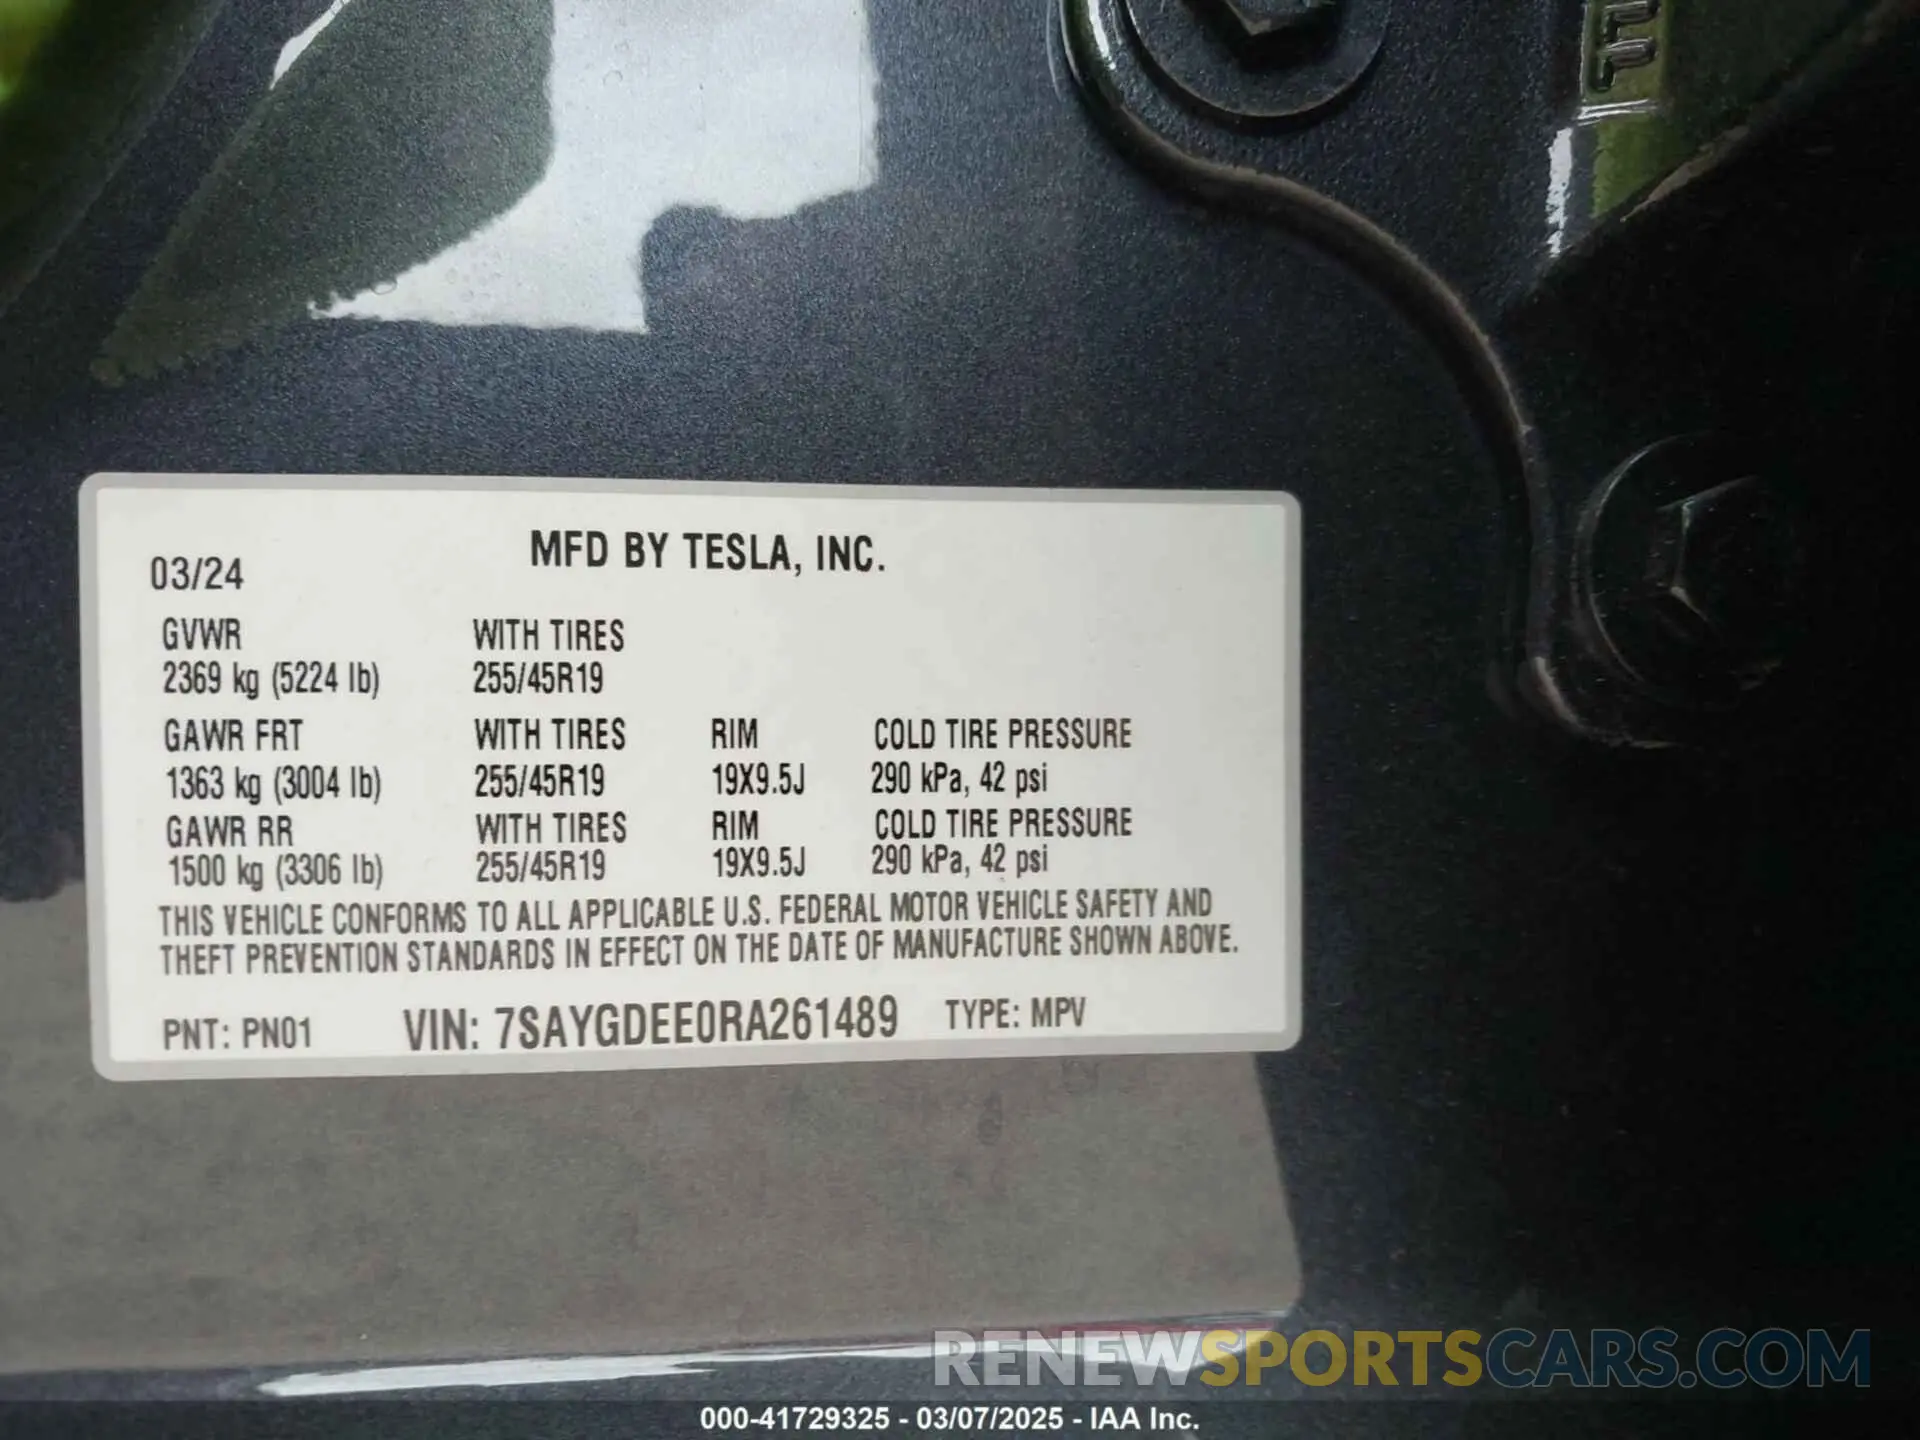 03/24
MFD BY TESLA, INC.
GVWR WITH TIRES
2369 kg (5224 lb) 255/45R19
GAWR FRT WITH TIRES RIM COLD TIRE PRESSURE
1363 kg (3004 lb) 255/45R19 19X9.5J 290 kPa, 42 psi
GAWR RR WITH TIRES RIM COLD TIRE PRESSURE
1500 kg (3306 lb) 255/45R19 19X9.5J 290 kPa, 42 psi
THIS VEHICLE CONFORMS TO ALL APPLICABLE U.S. FEDERAL MOTOR VEHICLE SAFETY AND
THEFT PREVENTION STANDARDS IN EFFECT ON THE DATE OF MANUFACTURE SHOWN ABOVE.
PNT: PN01 VIN: 7SAYGDEE0RA261489 TYPE: MPV
RENEWSPORTSCARS.COM
000-41729325 - 03/07/2025 - IAA Inc.